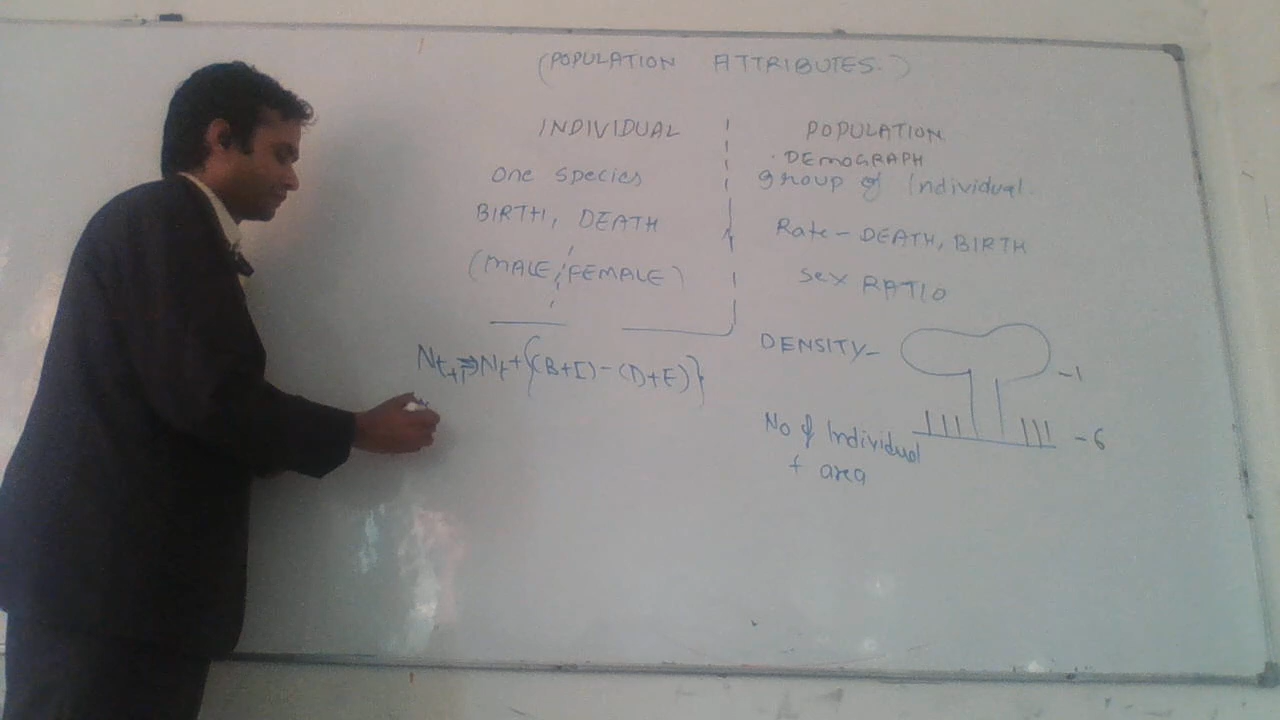 (POPULATION ATTRIBUTES.)
INDIVIDUAL
One species
BIRTH, DEATH
(MALE, FEMALE)
Nt+1 ⇒ Nt + {(B+I) - (D+E)}
POPULATION
. DEMOGRAPH
group of Individual.
Rate - DEATH, BIRTH
Sex RATIO
DENSITY -
- 1
- 6
No of Individual
+ area